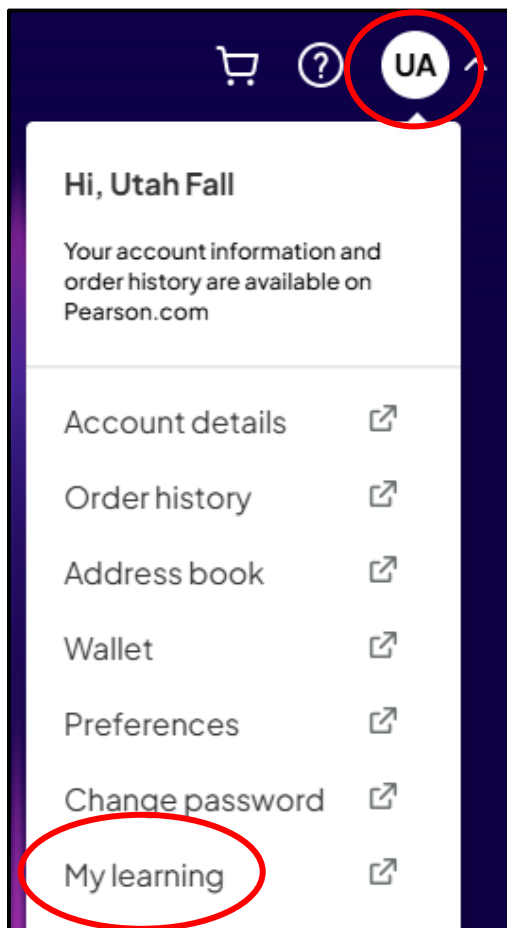 UA
Hi, Utah Fall
Your account information and
order history are available on
Pearson.com
Account details
Order history
Address book
Wallet
Preferences
Change password
My learning